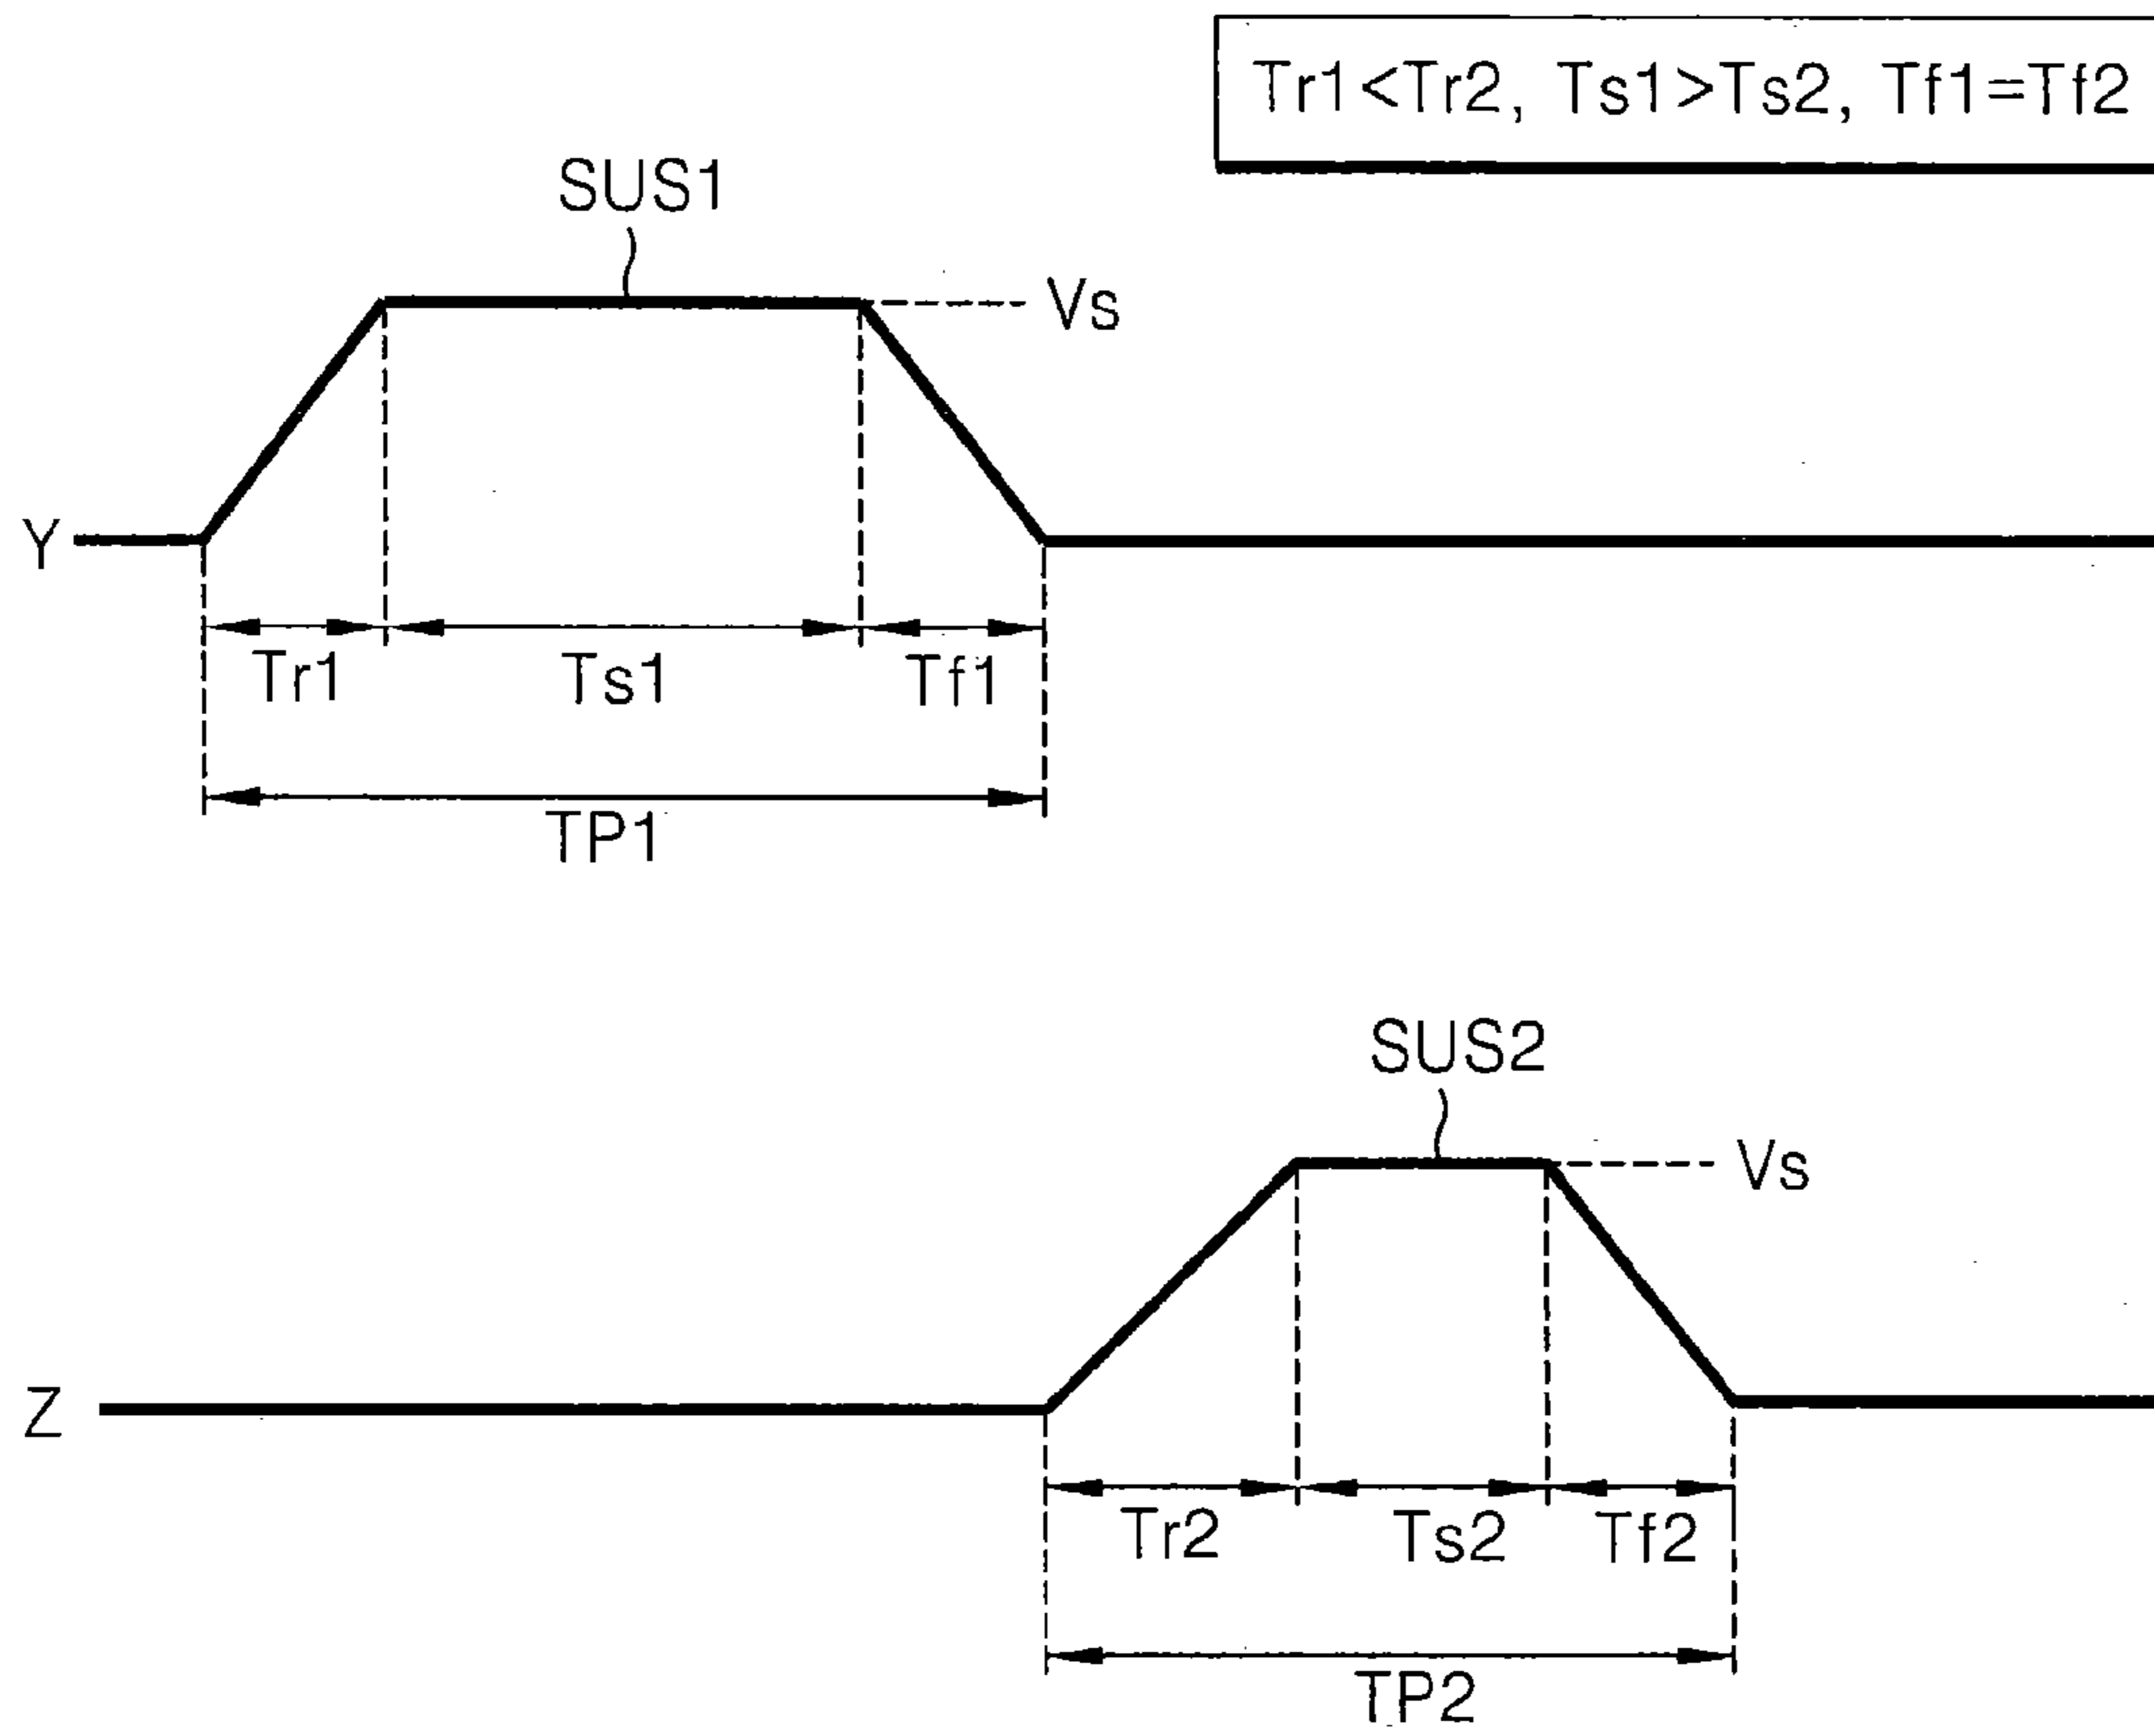 Tr1<Tr2, Ts1>Ts2, Tf1=Tf2
SUS1
Vs
Y
Tr1 Ts1 Tf1
TP1
SUS2
Vs
Z
Tr2 Ts2 Tf2
TP2